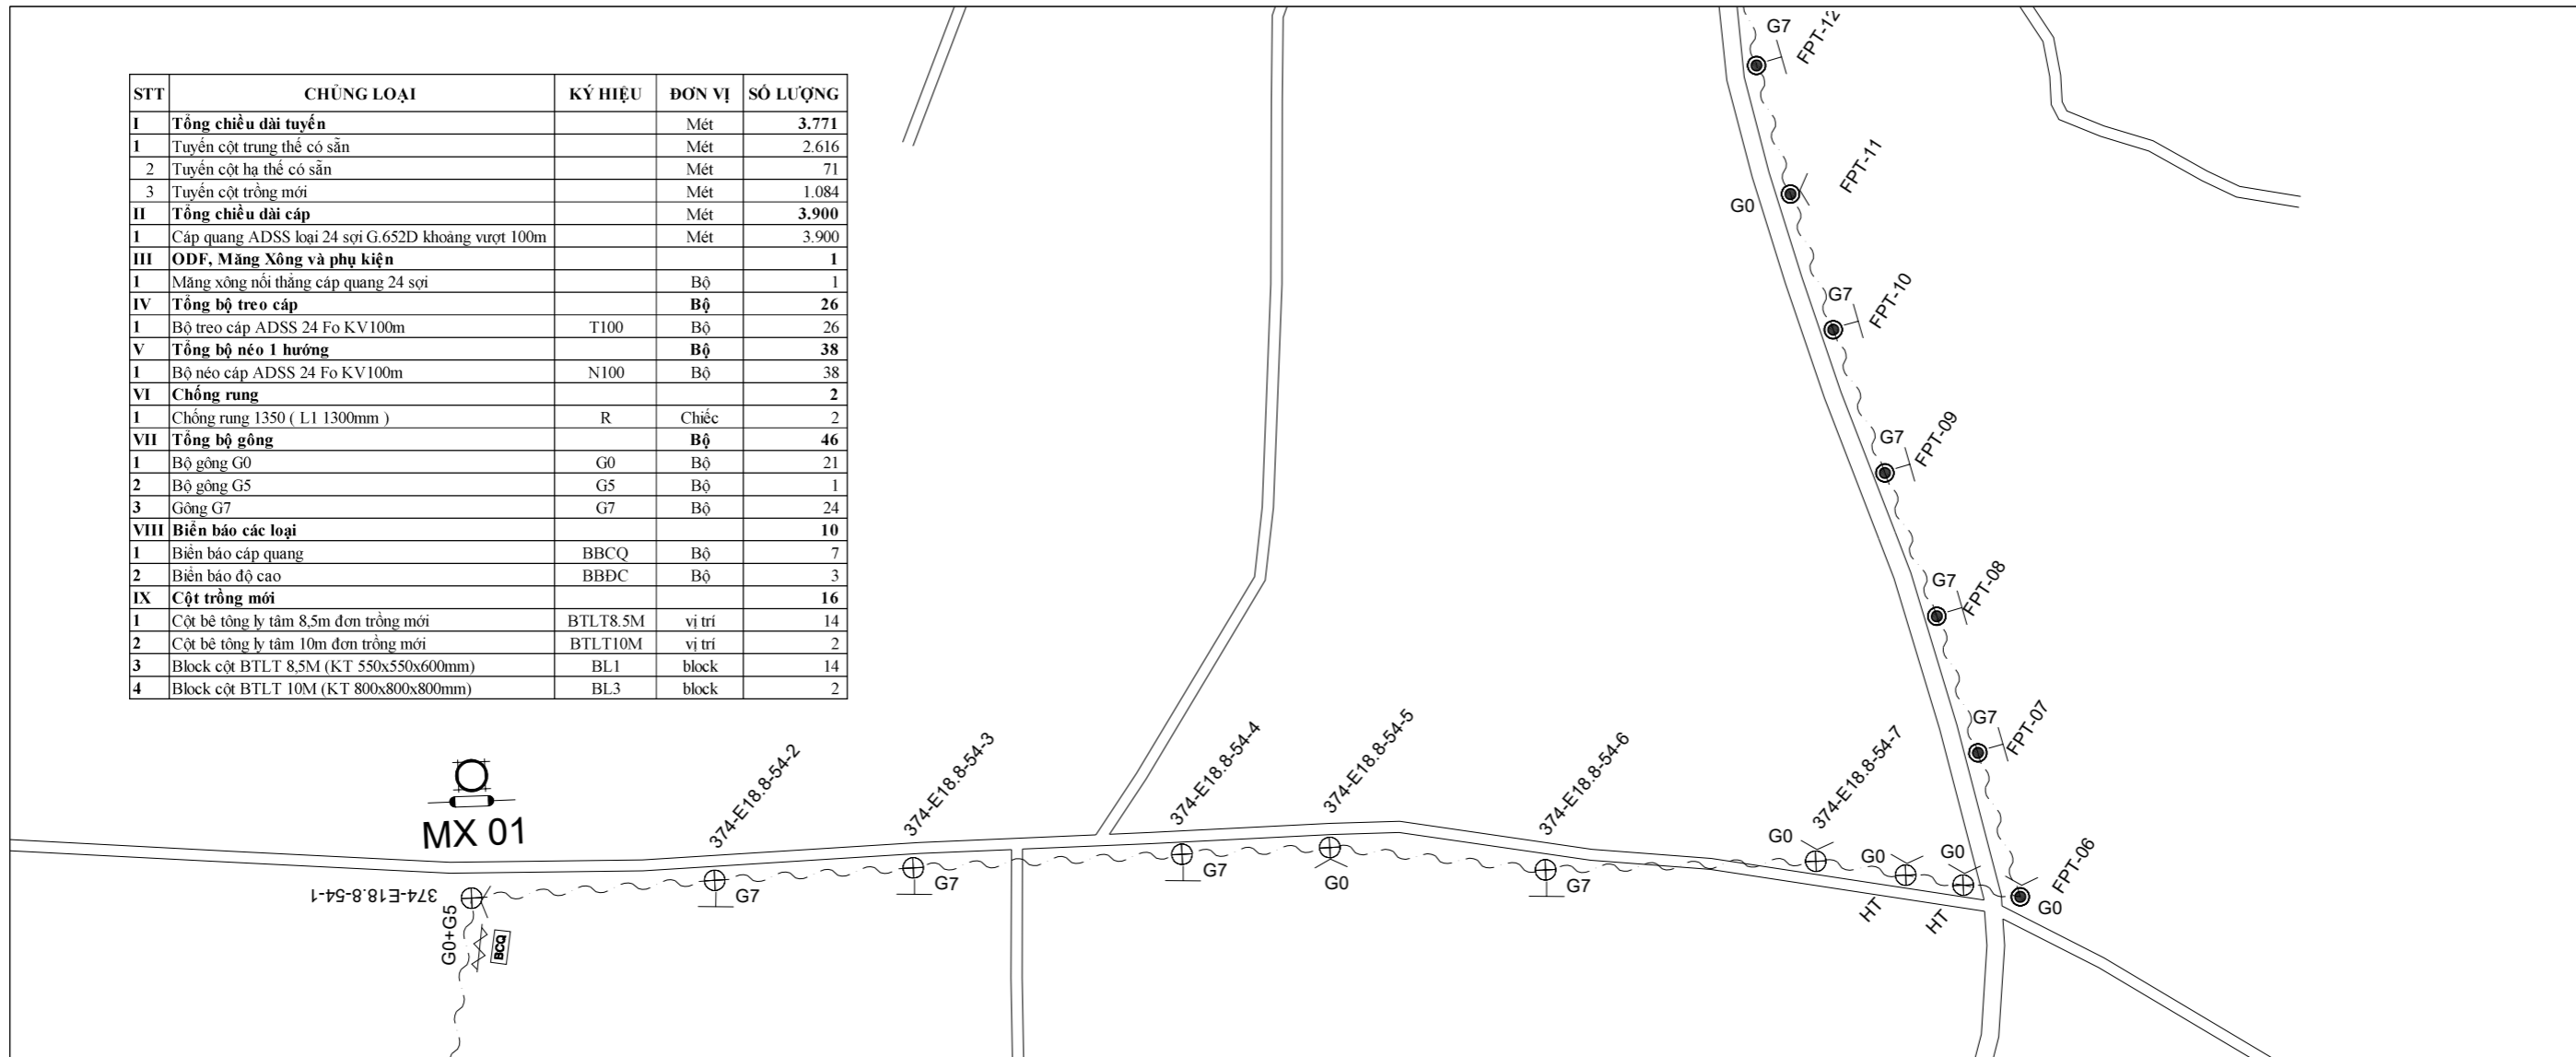 STT CHỦNG LOẠI KÝ HIỆU ĐƠN VỊ SỐ LƯỢNG
I Tổng chiều dài tuyến Mét 3.771
1 Tuyến cột trung thế có sẵn Mét 2.616
2 Tuyến cột hạ thế có sẵn Mét 71
3 Tuyến cột trồng mới Mét 1.084
II Tổng chiều dài cáp Mét 3.900
1 Cáp quang ADSS loại 24 sợi G.652D khoảng vượt 100m Mét 3.900
III ODF, Măng Xông và phụ kiện 1
1 Măng xông nối thẳng cáp quang 24 sợi Bộ 1
IV Tổng bộ treo cáp Bộ 26
1 Bộ treo cáp ADSS 24 Fo KV100m T100 Bộ 26
V Tổng bộ néo 1 hướng Bộ 38
1 Bộ néo cáp ADSS 24 Fo KV100m N100 Bộ 38
VI Chống rung 2
1 Chống rung 1350 ( L1 1300mm ) R Chiếc 2
VII Tổng bộ gông Bộ 46
1 Bộ gông G0 G0 Bộ 21
2 Bộ gông G5 G5 Bộ 1
3 Gông G7 G7 Bộ 24
VIII Biển báo các loại 10
1 Biển báo cáp quang BBCQ Bộ 7
2 Biển báo độ cao BBĐC Bộ 3
IX Cột trồng mới 16
1 Cột bê tông ly tâm 8,5m đơn trồng mới BTLT8.5M vị trí 14
2 Cột bê tông ly tâm 10m đơn trồng mới BTLT10M vị trí 2
3 Block cột BTLT 8,5M (KT 550x550x600mm) BL1 block 14
4 Block cột BTLT 10M (KT 800x800x800mm) BL3 block 2
G7
FPT-12
FPT-11
G0
G7
FPT-10
G7
FPT-09
G7
FPT-08
G7
FPT-07
FPT-06
G0
MX 01
374-E18.8-54-1
G0+G5
BCQ
374-E18.8-54-2
G7
374-E18.8-54-3
G7
374-E18.8-54-4
G7
374-E18.8-54-5
G0
374-E18.8-54-6
G7
374-E18.8-54-7
G0
G0
HT
G0
HT